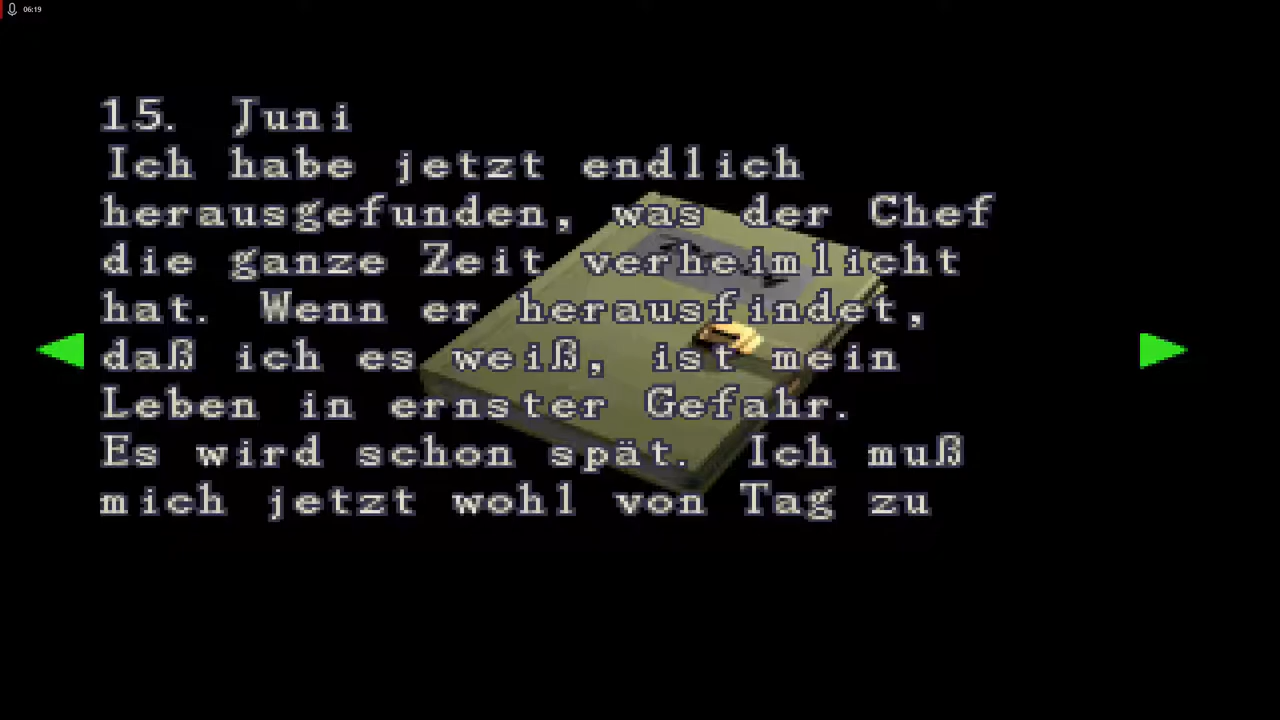 06:19
15. Juni
Ich habe jetzt endlich
herausgefunden, was der Chef
die ganze Zeit verheimlicht
hat. Wenn er herausfindet,
daß ich es weiß, ist mein
Leben in ernster Gefahr.
Es wird schon spät. Ich muß
mich jetzt wohl von Tag zu